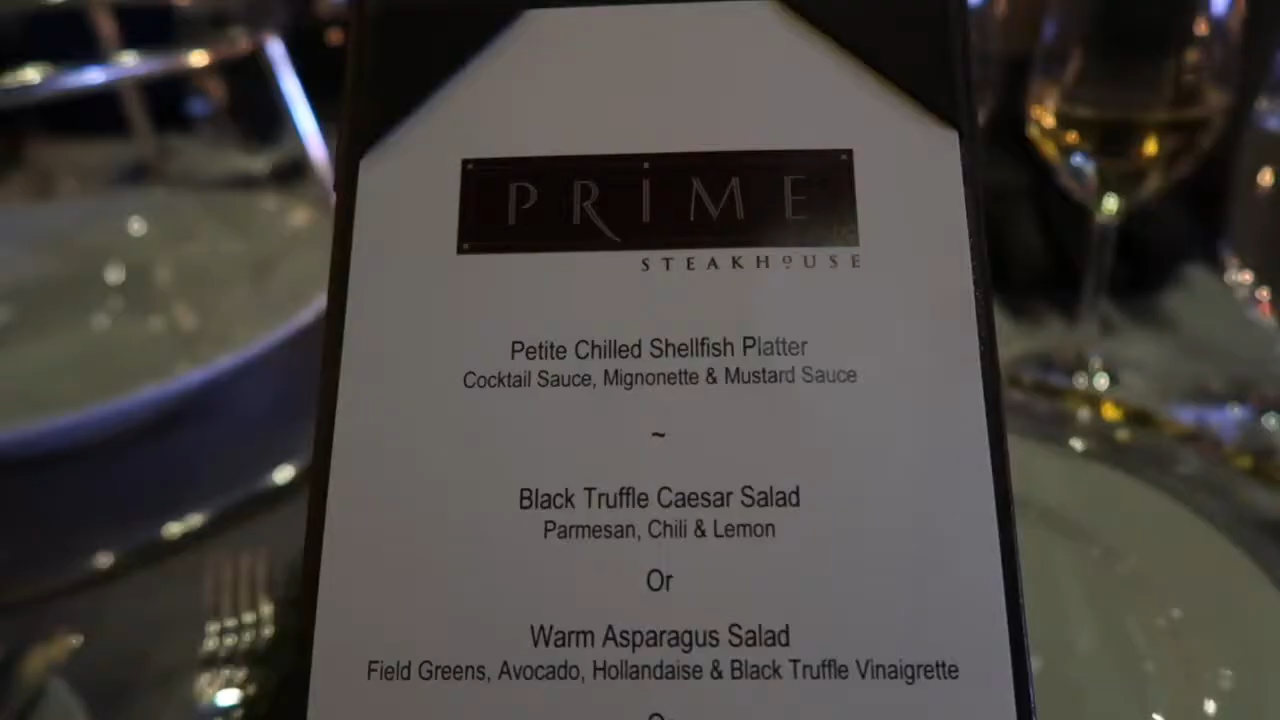 PRIME
STEAKHOUSE
Petite Chilled Shellfish Platter
Cocktail Sauce, Mignonette & Mustard Sauce
~
Black Truffle Caesar Salad
Parmesan, Chili & Lemon
Or
Warm Asparagus Salad
Field Greens, Avocado, Hollandaise & Black Truffle Vinaigrette